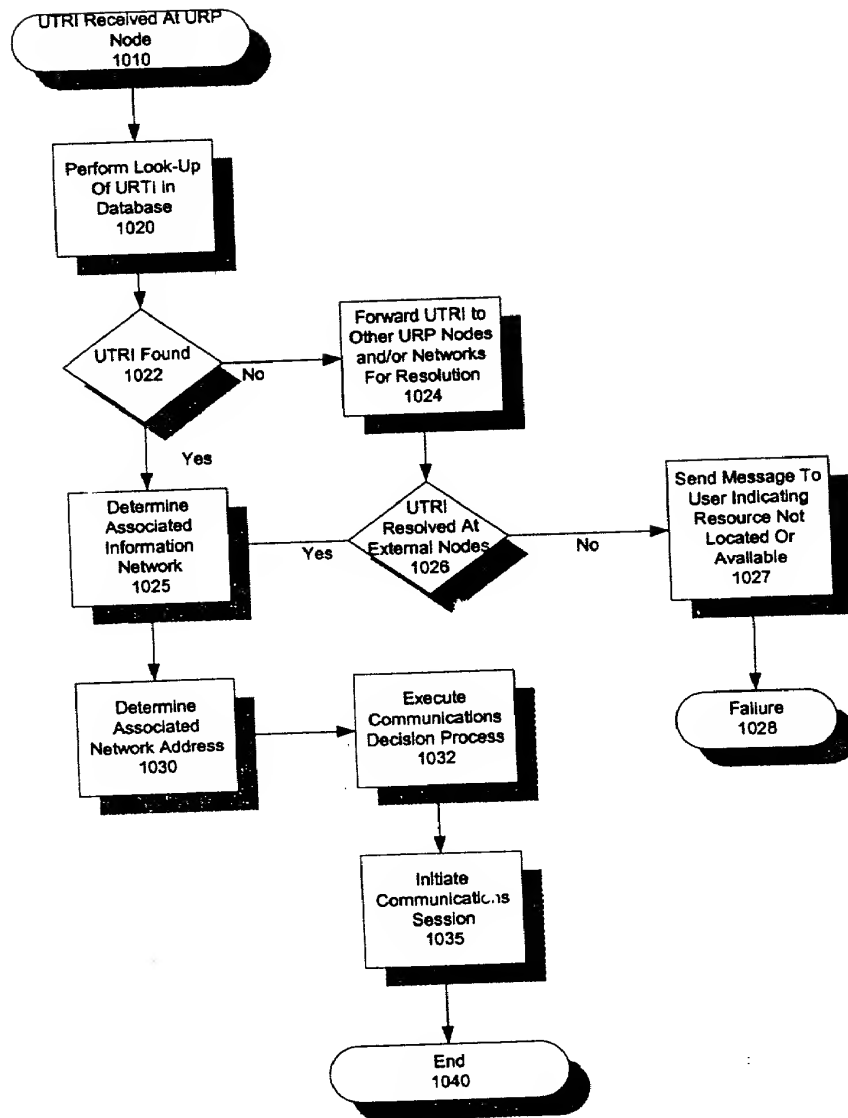 UTRI Received At URP
Node
1010
Perform Look-Up
Of URTI In
Database
1020
UTRI Found
1022
No
Forward UTRI to
Other URP Nodes
and/or Networks
For Resolution
1024
Yes
Determine
Associated
Information
Network
1025
Yes
UTRI
Resolved At
External Nodes
1026
No
Send Message To
User Indicating
Resource Not
Located Or
Available
1027
Determine
Associated
Network Address
1030
Execute
Communications
Decision Process
1032
Failure
1028
Initiate
Communications
Session
1035
End
1040